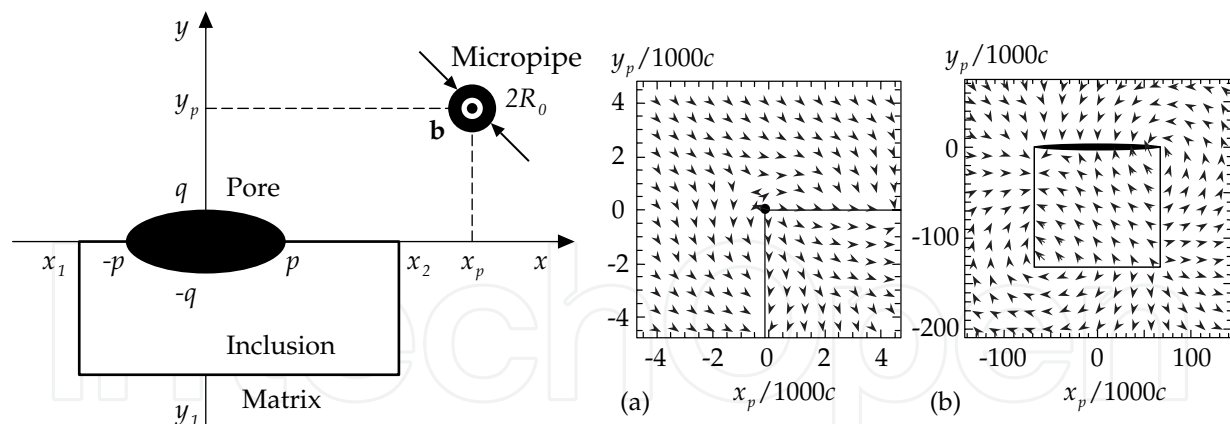 y
Micropipe
y_p
2R_0
b
q
Pore
x_1
-p
p
x_2
x_p
x
-q
Inclusion
y_1
Matrix
y_p/1000c
4
2
0
-2
-4
-4
-2
0
2
4
(a)
x_p/1000c
y_p/1000c
0
-100
-200
-100
0
100
(b)
x_p/1000c
intechopen